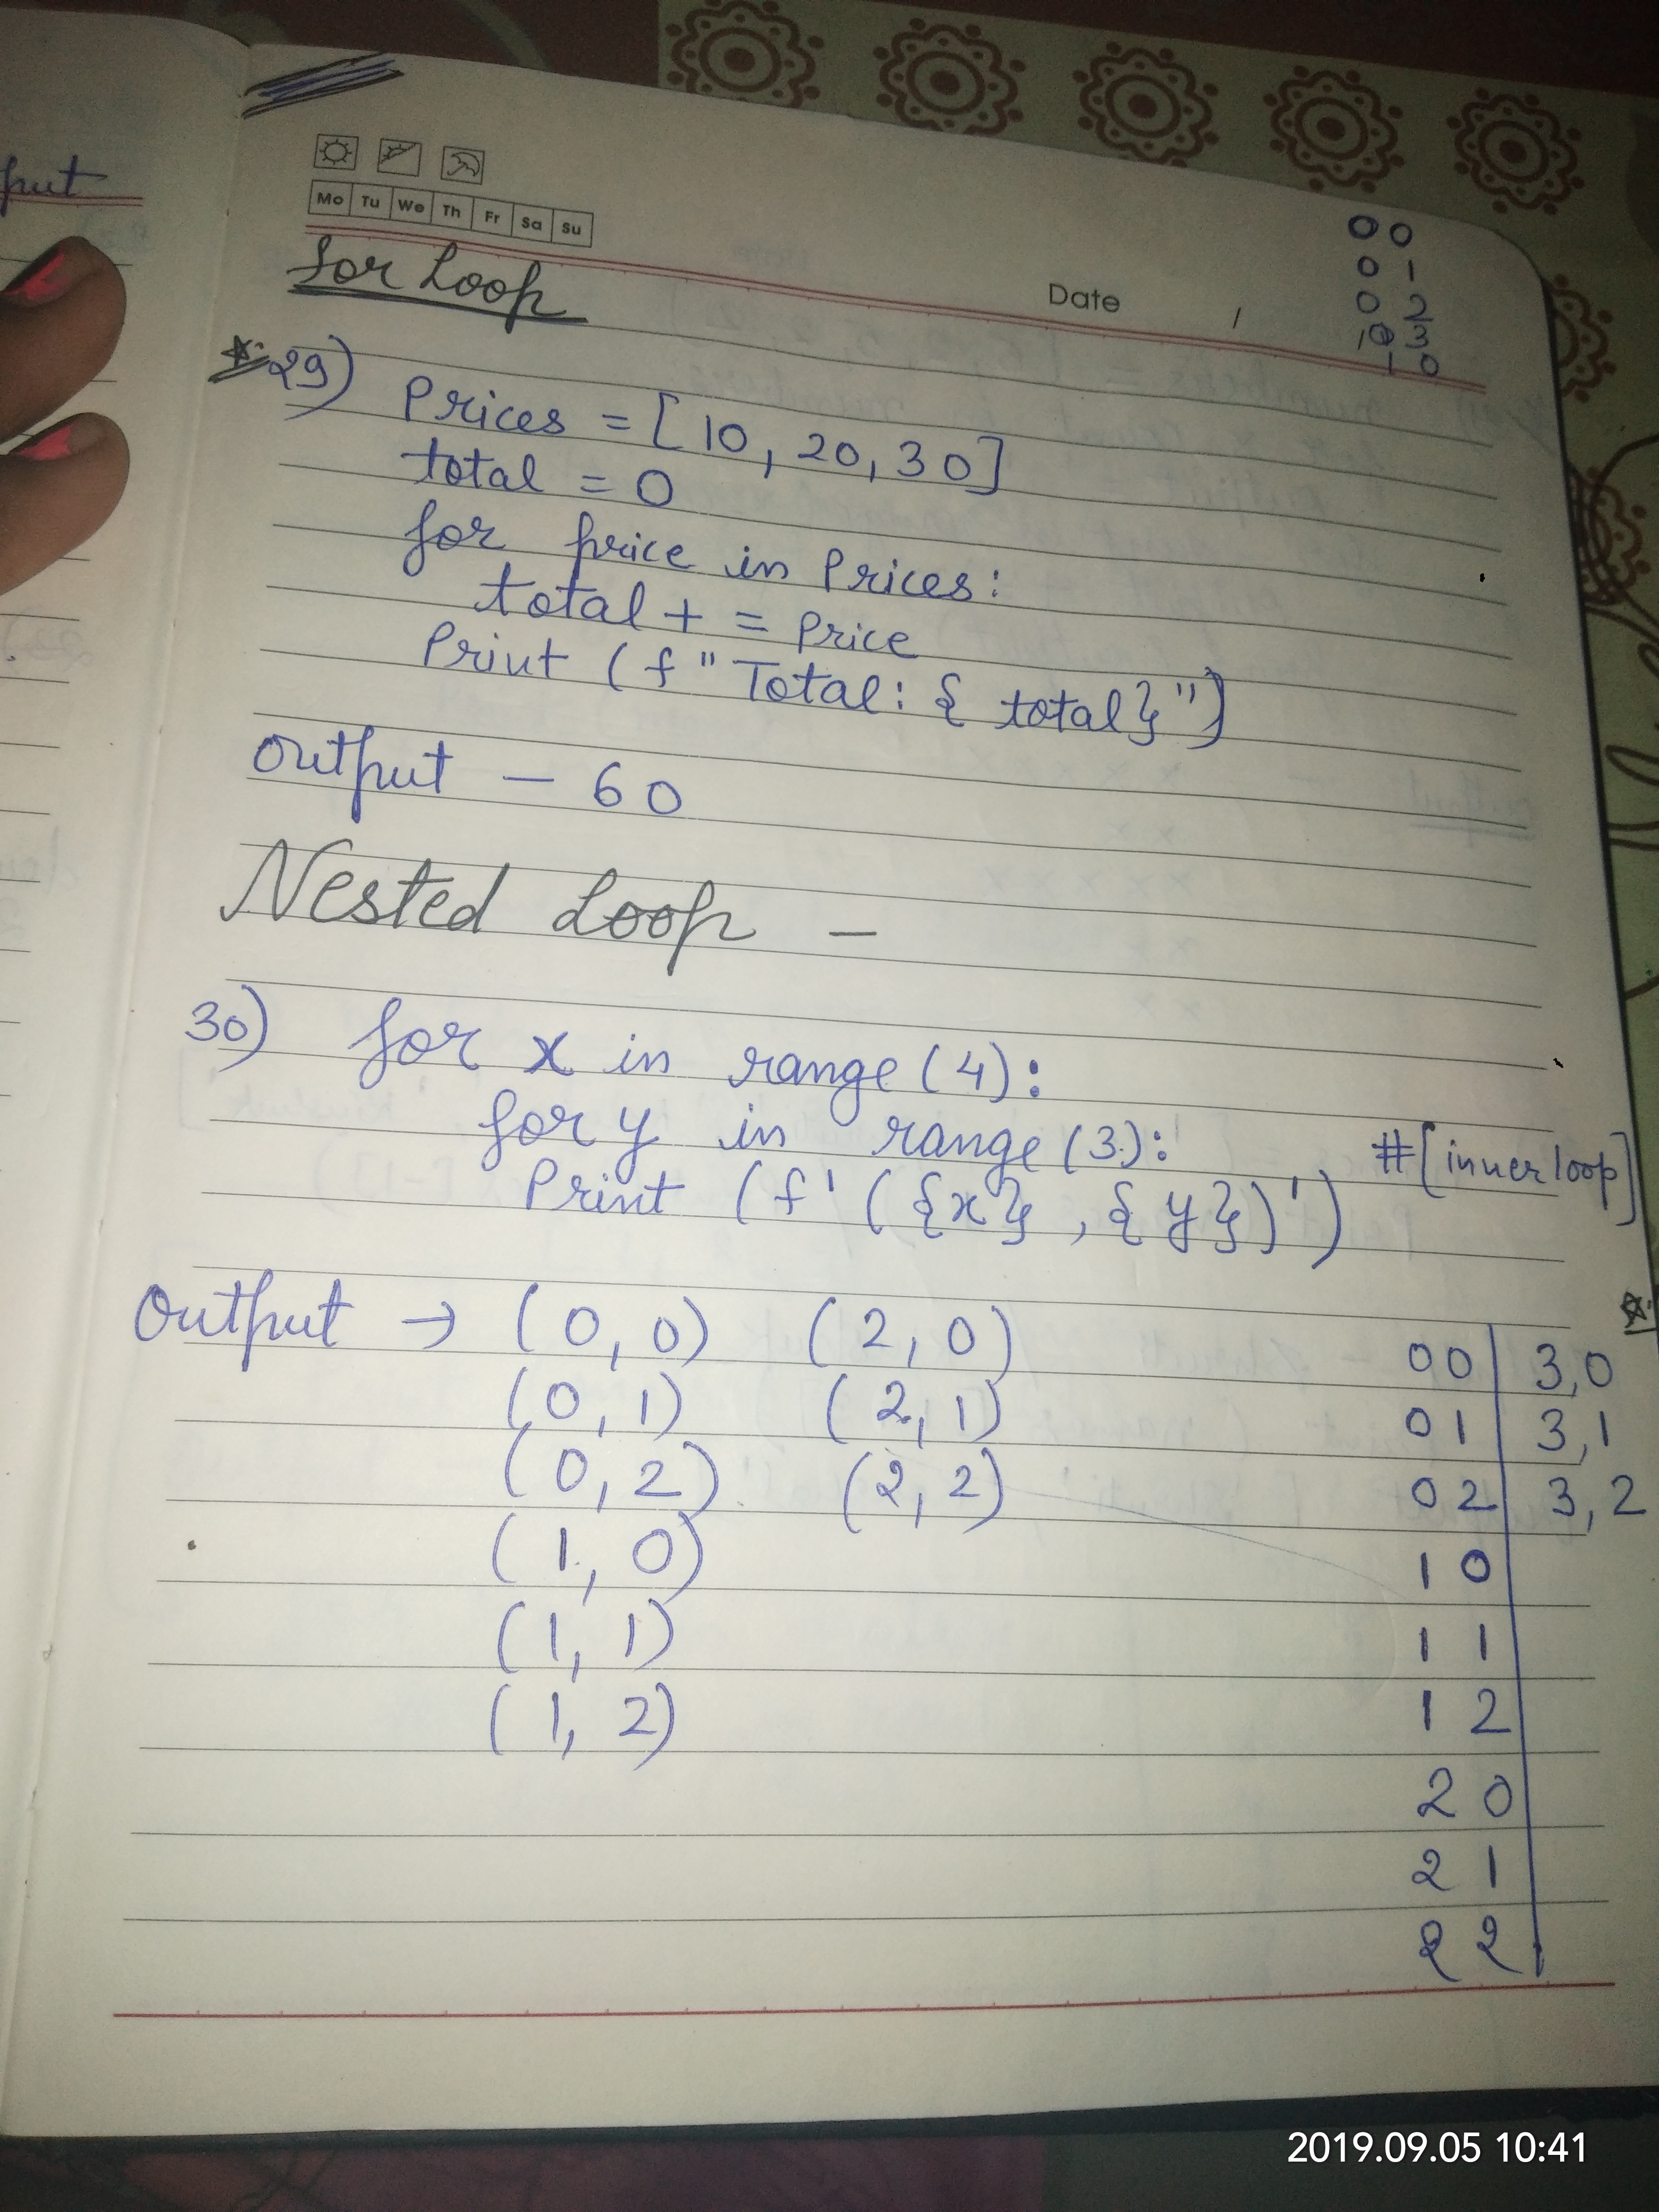 put
Mo Tu We Th Fr Sa Su
Date /
0 0
0 1
0 2
3
1 0
for Loop
29) Prices = [10, 20, 30]
total = 0
for price in Prices:
total + = Price
Print (f "Total: { total}")
Output - 60
Nested Loop -
30) for x in range (4):
for y in range (3): #[inner loop]
Print (f' ({x} , { y})')
Output → (0, 0) (2, 0) 0 0 3,0
(0, 1) (2, 1) 0 1 3,1
(0, 2) (2, 2) 0 2 3,2
(1, 0) 1 0
(1, 1) 1 1
(1, 2) 1 2
2 0
2 1
2 2
2019.09.05 10:41